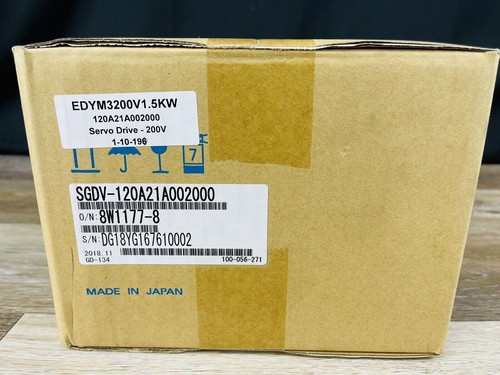 EDYM3200V1.5KW
120A21A002000
Servo Drive - 200V
1-10-196
7
SGDV-120A21A002000
O/N: 8W1177-8
S/N: DG18YG167610002
2018.11
GD-134
100-056-271
MADE IN JAPAN